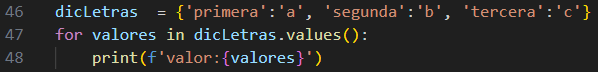 46 dicLetras  = {'primera':'a', 'segunda':'b', 'tercera':'c'}
47 for valores in dicLetras.values():
48     print(f'valor:{valores}')